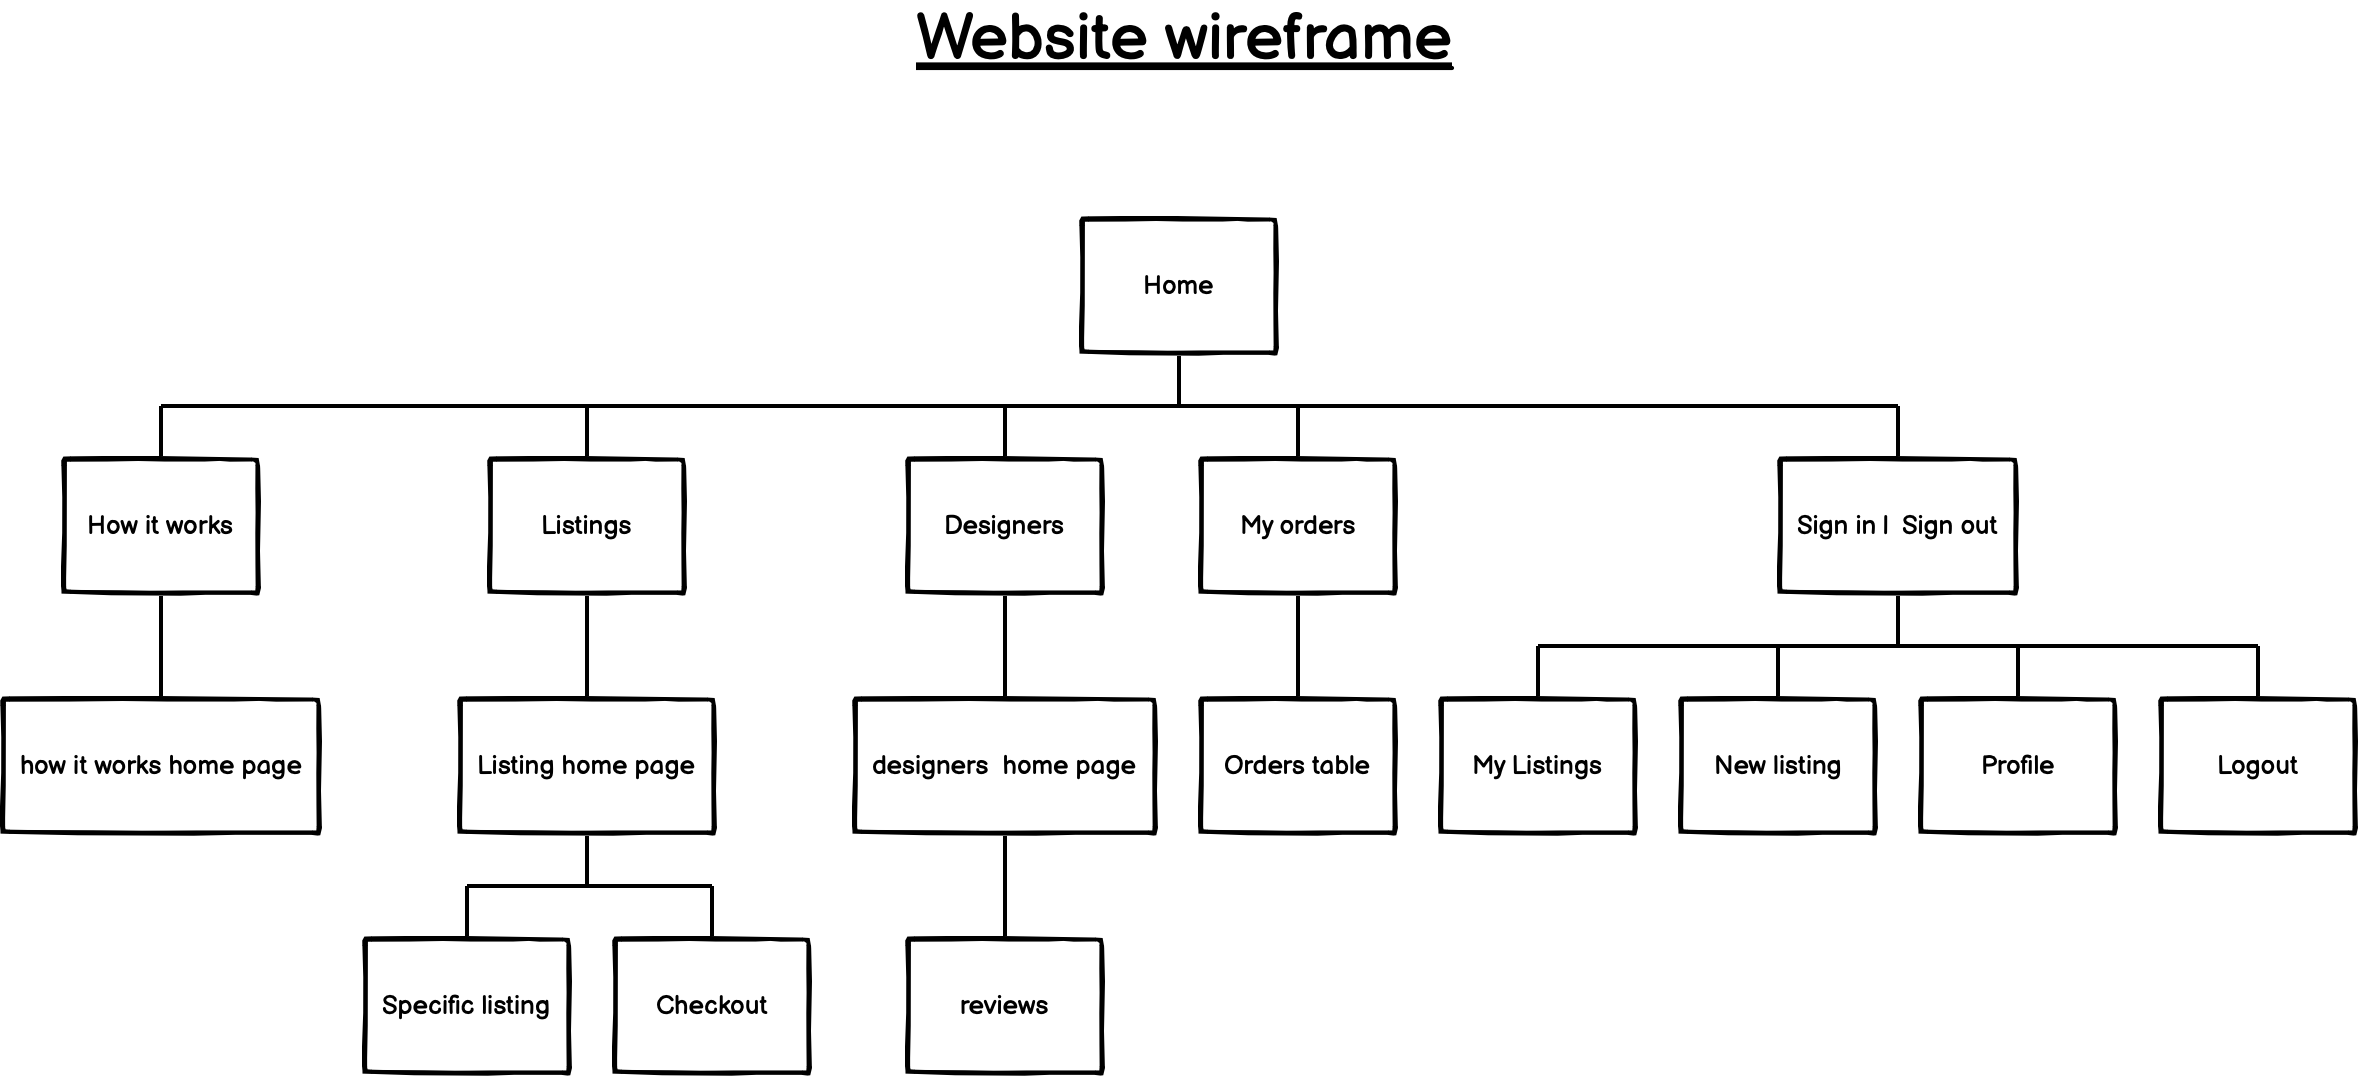 Website wireframe
Home
How it works
Listings
Designers
My orders
Sign in |  Sign out
how it works home page
Listing home page
designers  home page
Orders table
My Listings
New listing
Profile
Logout
Specific listing
Checkout
reviews